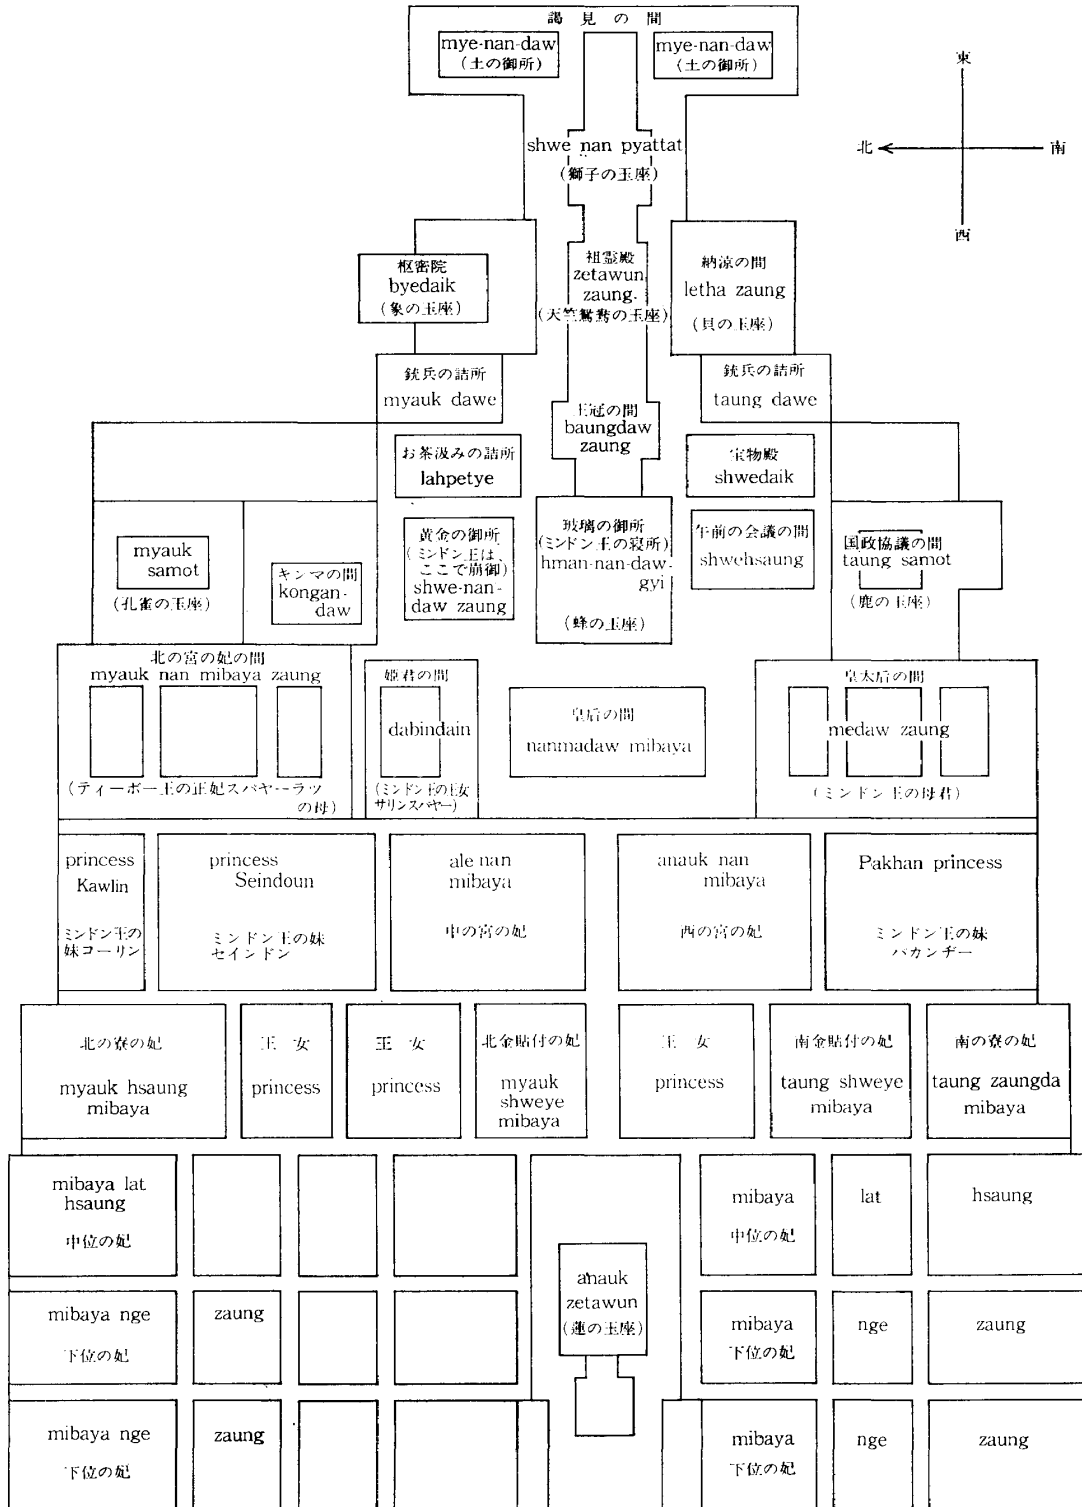 謁見の間
mye-nan-daw
(土の御所)
mye-nan-daw
(土の御所)
東
北
南
西
shwe nan pyattat
(獅子の玉座)
枢密院
byedaik
(象の玉座)
祖霊殿
zetawun
zaung.
(天竺鴛鴦の玉座)
納涼の間
letha zaung
(貝の玉座)
銃兵の詰所
myauk dawe
銃兵の詰所
taung dawe
王冠の間
baungdaw
zaung
お茶汲みの詰所
lahpetye
宝物殿
shwedaik
myauk
samot
(孔雀の玉座)
キンマの間
kongan-
daw
黄金の御所
(ミンドン王は、
ここで崩御)
shwe-nan-
daw zaung
玻璃の御所
(ミンドン王の寝所)
hman-nan-daw-
gyi
(蜂の玉座)
午前の会議の間
shwehsaung
国政協議の間
taung samot
(鹿の玉座)
北の宮の妃の間
myauk nan mibaya zaung
(ティーボー王の正妃スパヤーラッ
の母)
姫君の間
dabindain
(ミンドン王の王女
サリンスパヤー)
皇后の間
nanmadaw mibaya
皇太后の間
medaw zaung
(ミンドン王の母君)
princess
Kawlin
ミンドン王の
妹コーリン
princess
Seindoun
ミンドン王の妹
セインドン
ale nan
mibaya
中の宮の妃
anauk nan
mibaya
西の宮の妃
Pakhan princess
ミンドン王の妹
パカンヂー
北の寮の妃
myauk hsaung
mibaya
王女
princess
王女
princess
北金貼付の妃
myauk
shweye
mibaya
王女
princess
南金貼付の妃
taung shweye
mibaya
南の寮の妃
taung zaungda
mibaya
mibaya lat
hsaung
中位の妃
mibaya
中位の妃
lat
hsaung
anauk
zetawun
(蓮の玉座)
mibaya nge
下位の妃
zaung
mibaya
下位の妃
nge
zaung
mibaya nge
下位の妃
zaung
mibaya
下位の妃
nge
zaung